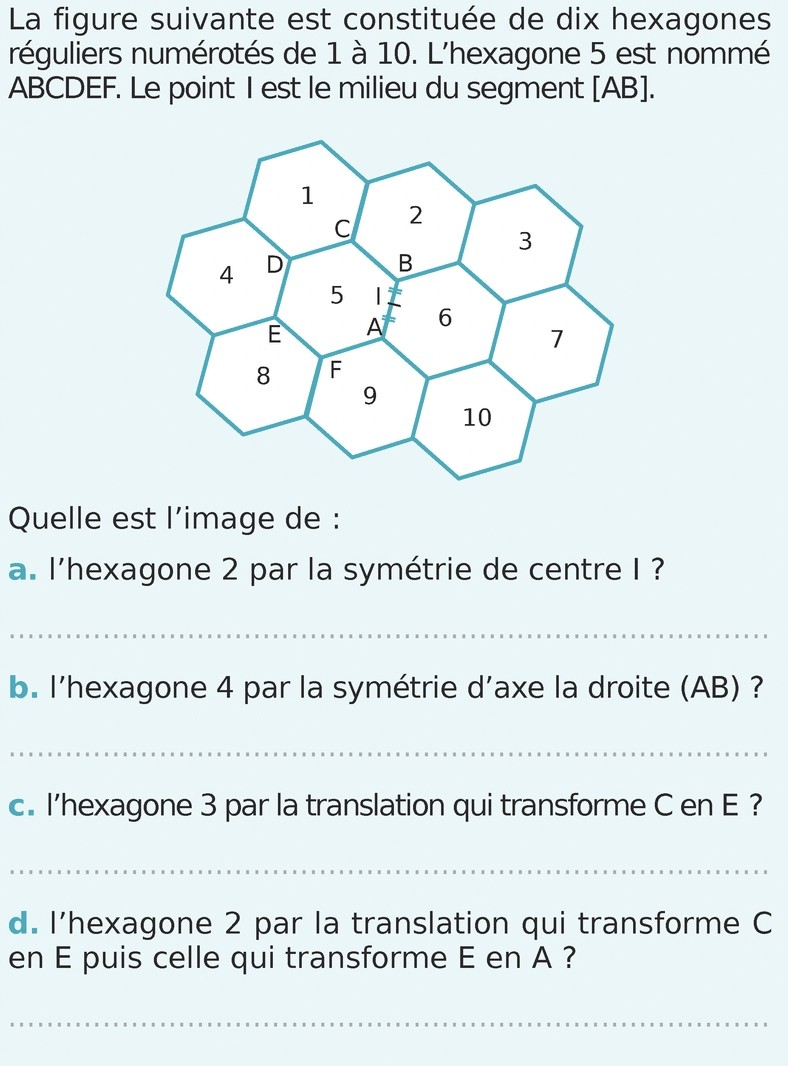 La figure suivante est constituée de dix hexagones
réguliers numérotés de 1 à 10. L'hexagone 5 est nommé
ABCDEF. Le point I est le milieu du segment [AB].
1
2
C
3
D
B
4
5
I
6
A
E
7
F
8
9
10
Quelle est l'image de :
a. l'hexagone 2 par la symétrie de centre I ?
b. l'hexagone 4 par la symétrie d'axe la droite (AB) ?
c. l'hexagone 3 par la translation qui transforme C en E ?
d. l'hexagone 2 par la translation qui transforme C
en E puis celle qui transforme E en A ?